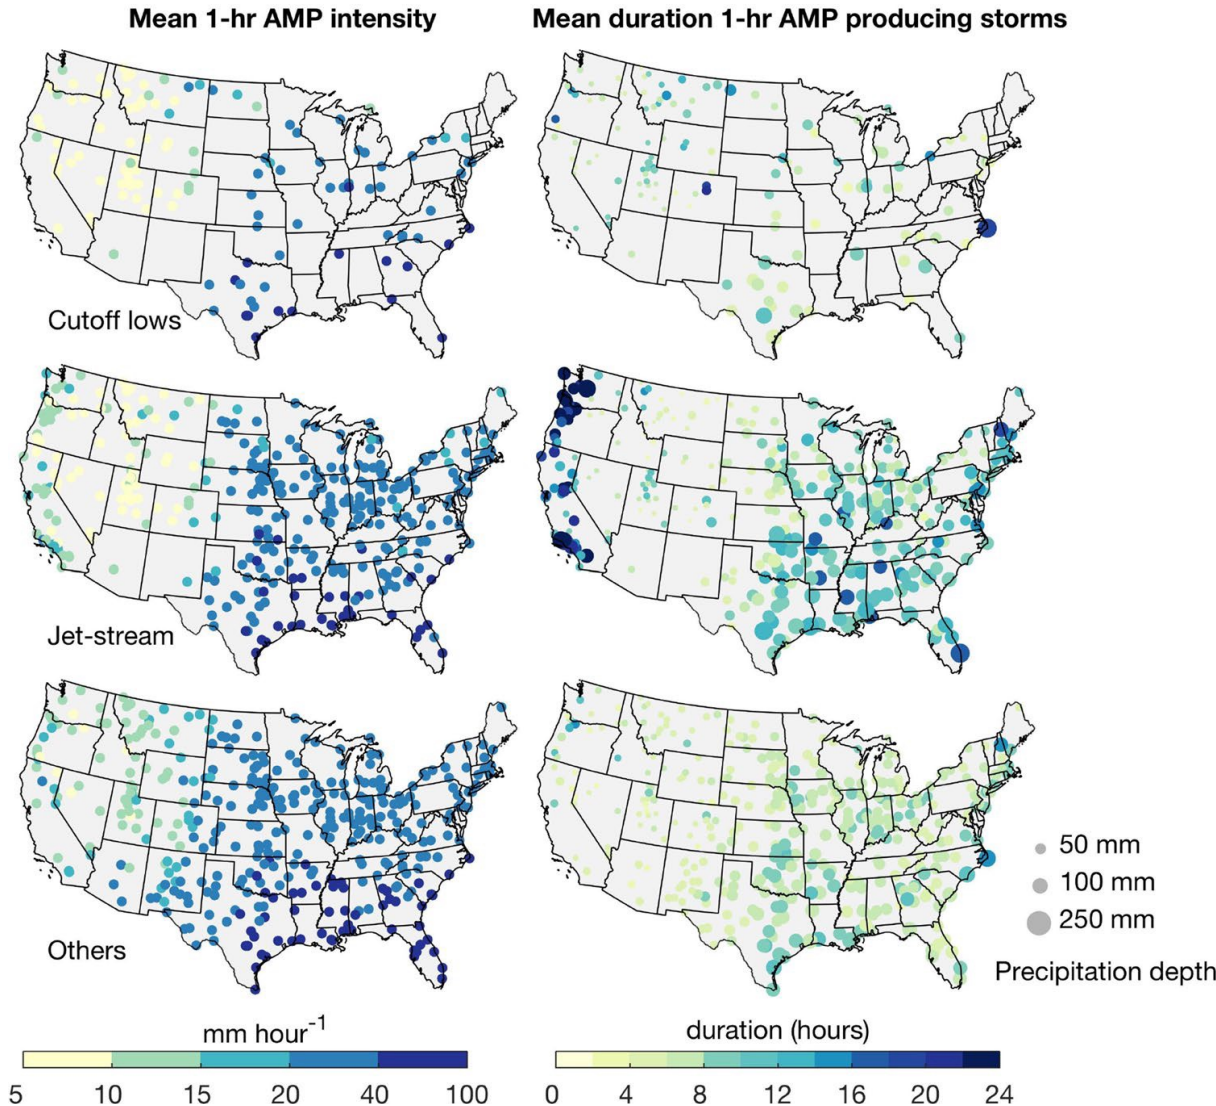 Mean 1-hr AMP intensity
Mean duration 1-hr AMP producing storms
Cutoff lows
Jet-stream
Others
50 mm
100 mm
250 mm
Precipitation depth
mm hour-1
5 10 15 20 40 100
duration (hours)
0 4 8 12 16 20 24